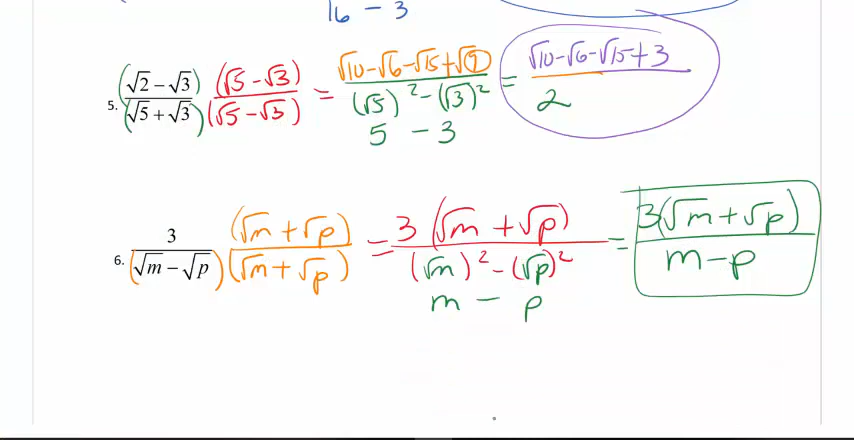 16 − 3
5. (√2 − √3)/(√5 + √3) (√5 − √3)/(√5 − √3) = (√10 − √6 − √15 + √9)/((√5)² − (√3)²) = (√10 − √6 − √15 + 3)/2
5 − 3
6. 3/(√m − √p) (√m + √p)/(√m + √p) = 3(√m + √p)/((√m)² − (√p)²) = 3(√m + √p)/(m − p)
m − p